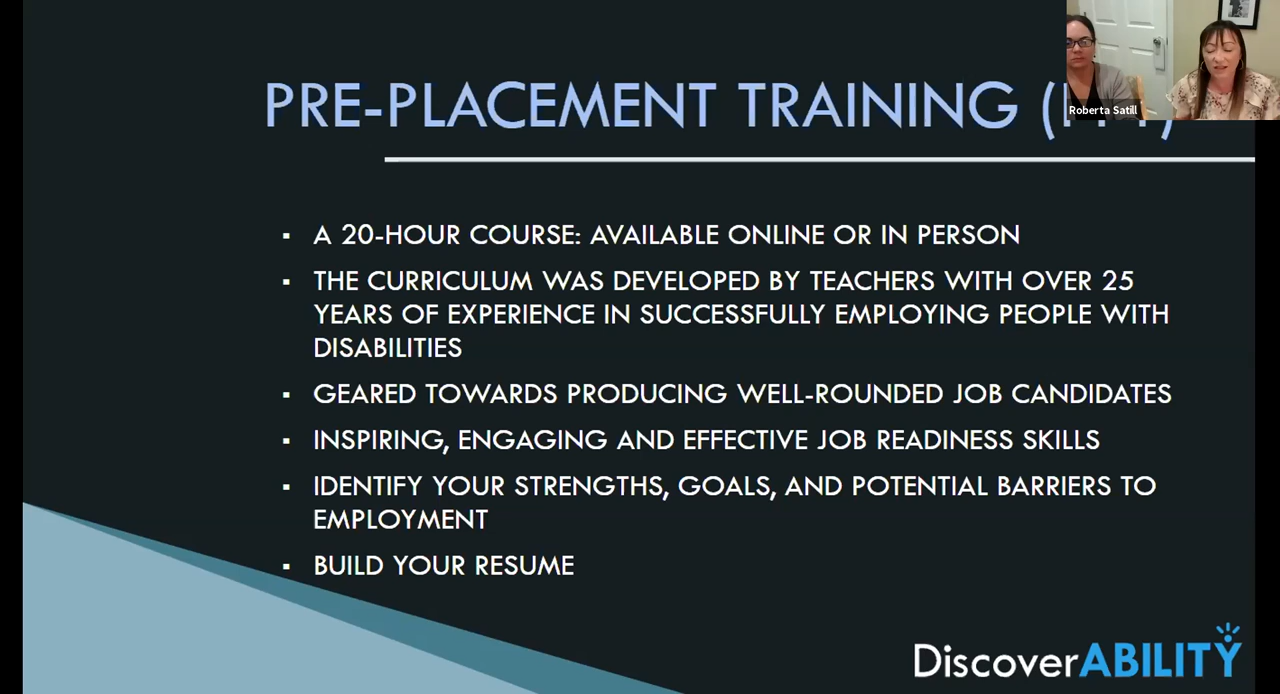 PRE-PLACEMENT TRAINING
Roberta Satill
▪ A 20-HOUR COURSE: AVAILABLE ONLINE OR IN PERSON
▪ THE CURRICULUM WAS DEVELOPED BY TEACHERS WITH OVER 25
YEARS OF EXPERIENCE IN SUCCESSFULLY EMPLOYING PEOPLE WITH
DISABILITIES
▪ GEARED TOWARDS PRODUCING WELL-ROUNDED JOB CANDIDATES
▪ INSPIRING, ENGAGING AND EFFECTIVE JOB READINESS SKILLS
▪ IDENTIFY YOUR STRENGTHS, GOALS, AND POTENTIAL BARRIERS TO
EMPLOYMENT
▪ BUILD YOUR RESUME
DiscoverABILITY